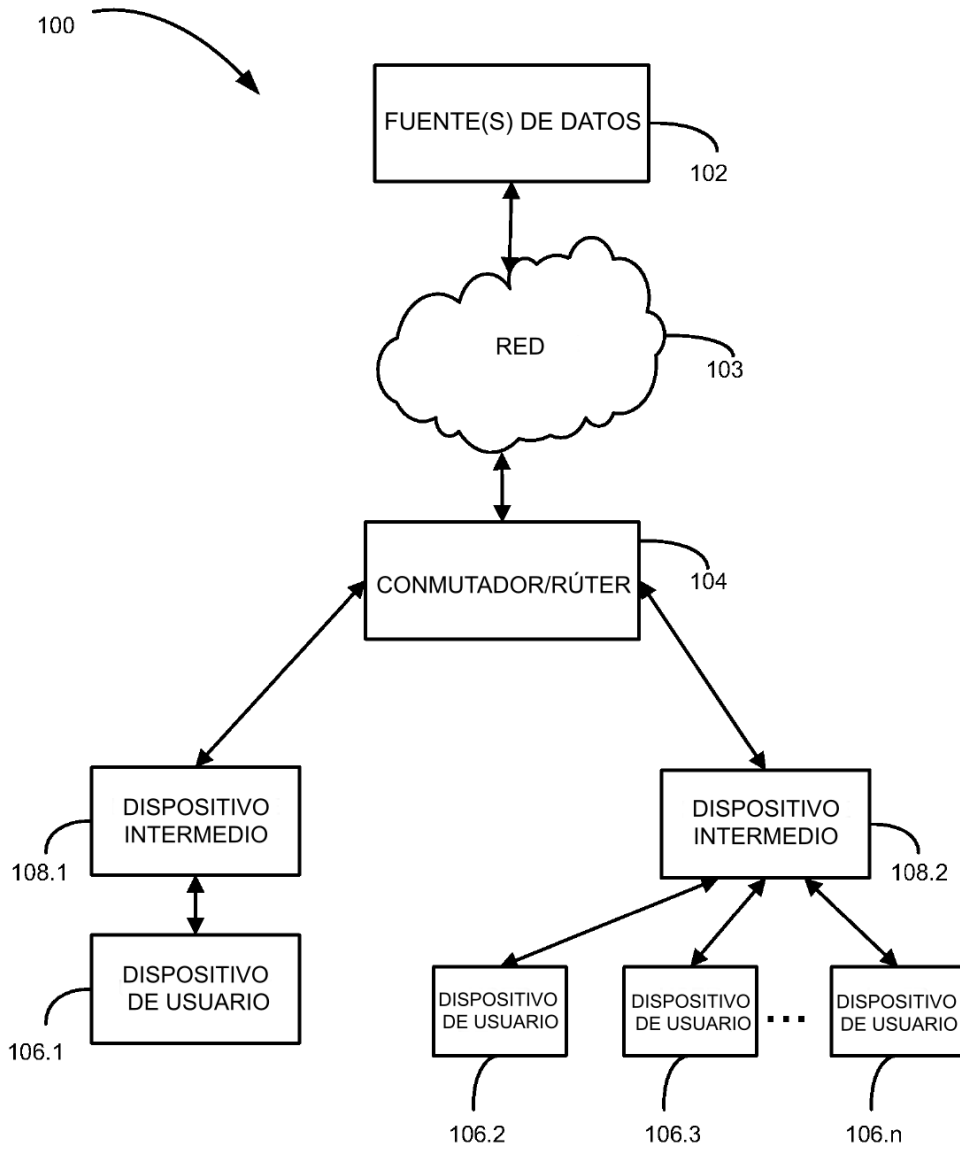 100
FUENTE(S) DE DATOS
102
RED
103
CONMUTADOR/RÚTER
104
DISPOSITIVO
INTERMEDIO
108.1
DISPOSITIVO
INTERMEDIO
108.2
DISPOSITIVO
DE USUARIO
106.1
DISPOSITIVO
DE USUARIO
106.2
DISPOSITIVO
DE USUARIO
106.3
...
DISPOSITIVO
DE USUARIO
106.n